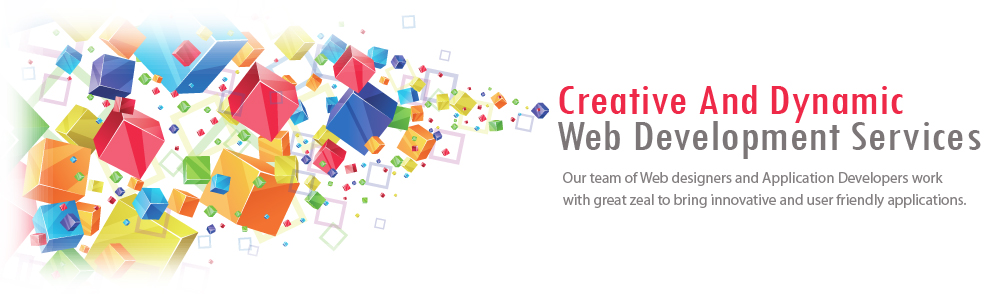 Creative And Dynamic
Web Development Services
Our team of Web designers and Application Developers work
with great zeal to bring innovative and user friendly applications.